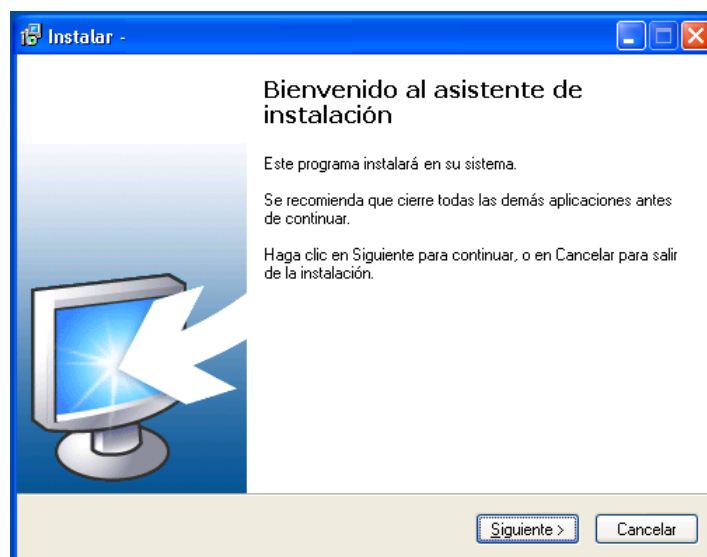 Instalar -
Bienvenido al asistente de
instalación
Este programa instalará en su sistema.
Se recomienda que cierre todas las demás aplicaciones antes
de continuar.
Haga clic en Siguiente para continuar, o en Cancelar para salir
de la instalación.
Siguiente > Cancelar